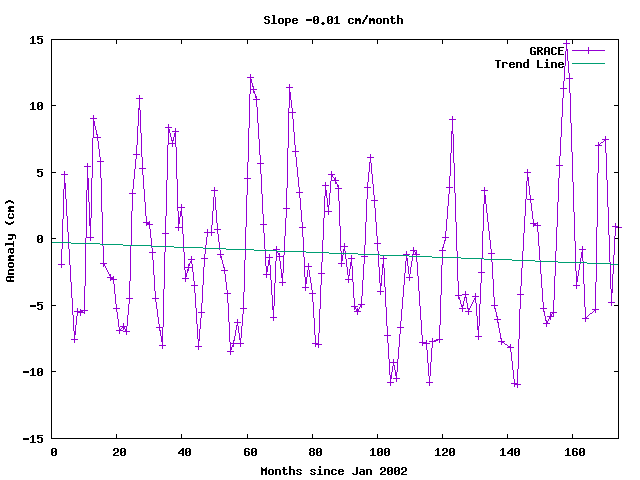 Slope -0.01 cm/month
GRACE
Trend Line
15
10
5
0
-5
-10
-15
Anomaly (cm)
0 20 40 60 80 100 120 140 160
Months since Jan 2002